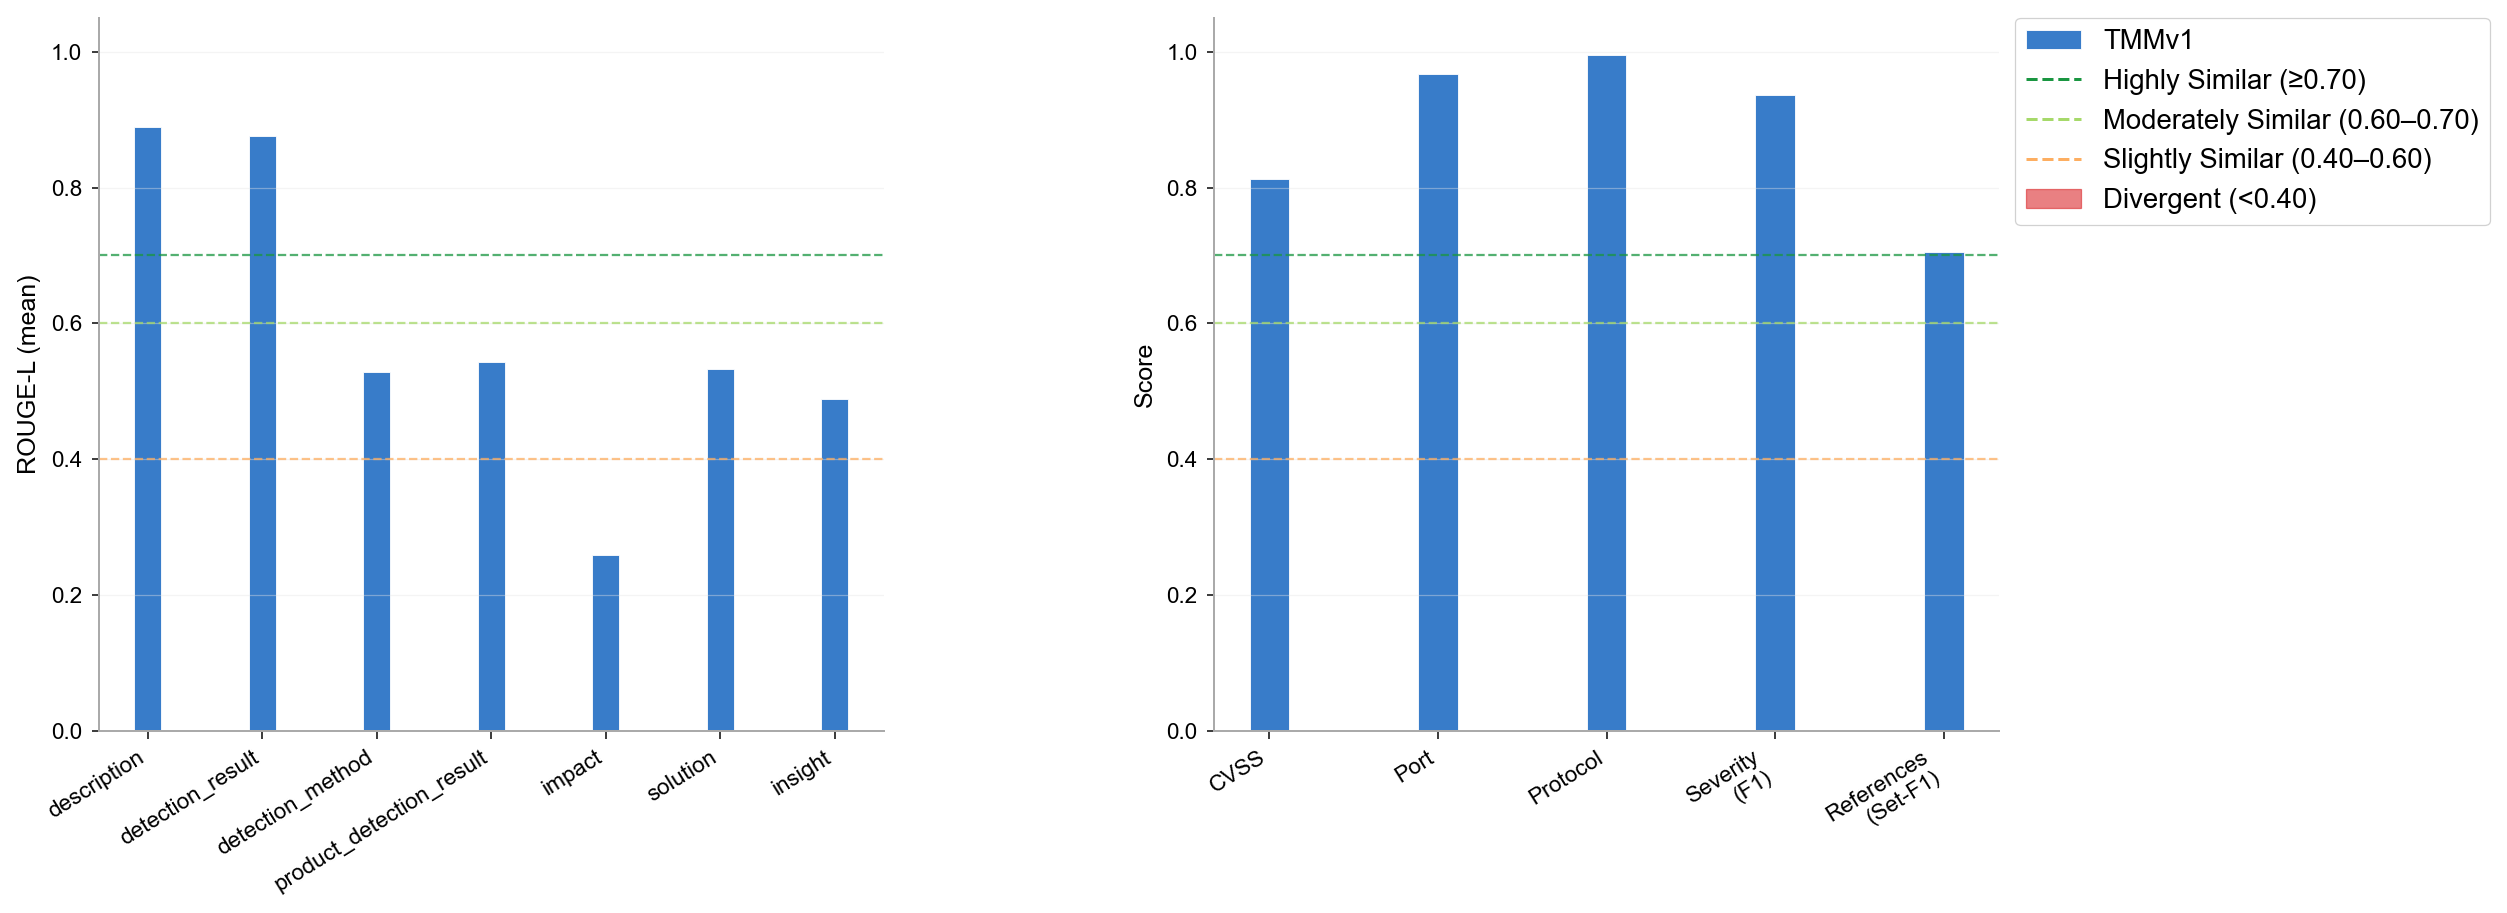 ROUGE-L (mean)
1.0
0.8
0.6
0.4
0.2
0.0
description
detection_result
detection_method
product_detection_result
impact
solution
insight
Score
1.0
0.8
0.6
0.4
0.2
0.0
CVSS
Port
Protocol
Severity
(F1)
References
(Set-F1)
TMMv1
Highly Similar (≥0.70)
Moderately Similar (0.60–0.70)
Slightly Similar (0.40–0.60)
Divergent (<0.40)